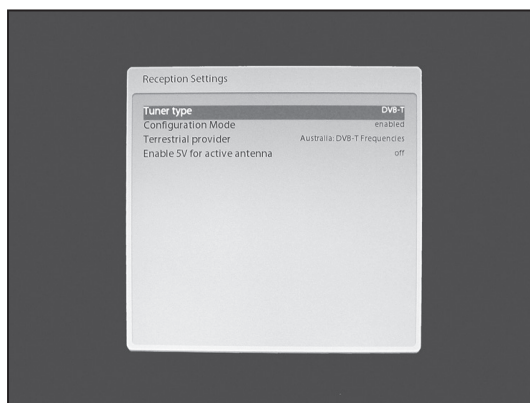 Reception Settings
Tuner type DVB-T
Configuration Mode enabled
Terrestrial provider Australia: DVB-T Frequencies
Enable 5V for active antenna off